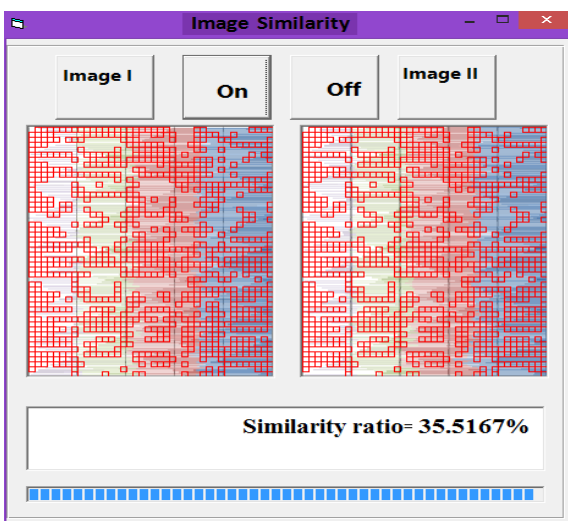 Image Similarity
Image I
On
Off
Image II
Similarity ratio= 35.5167%